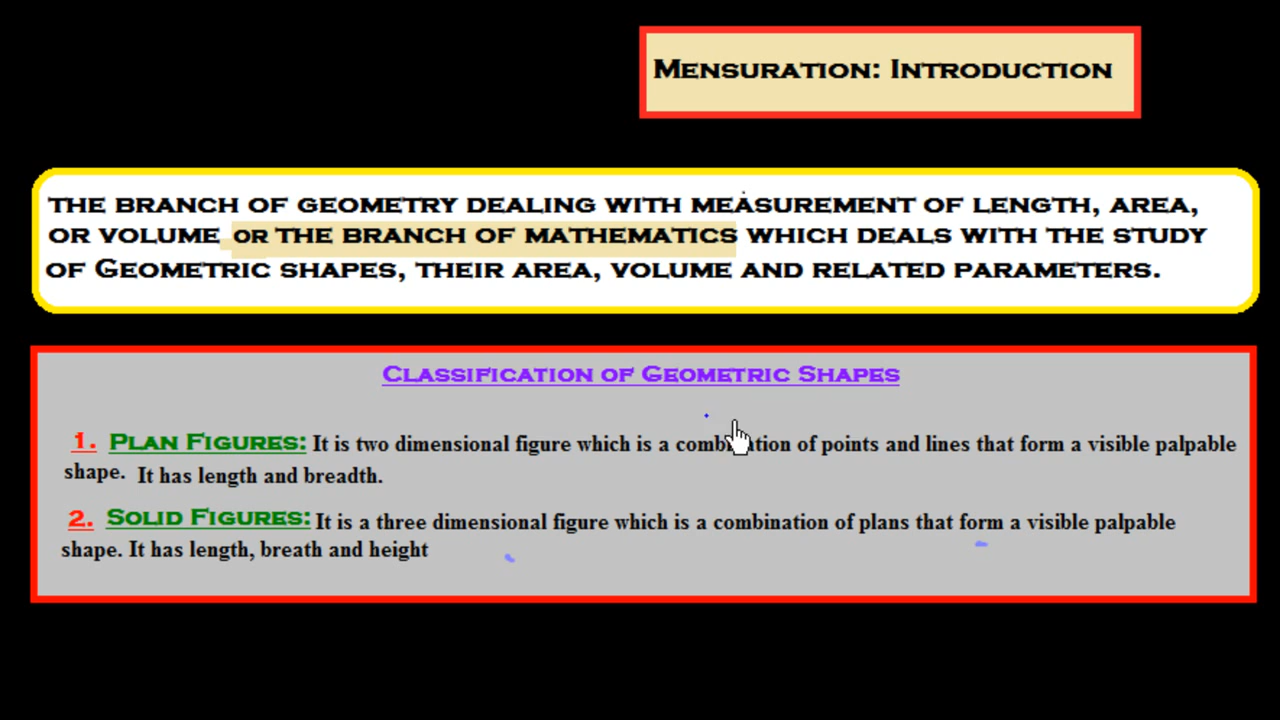 Mensuration: Introduction
the branch of geometry dealing with measurement of length, area,
or volume or the branch of mathematics which deals with the study
of Geometric shapes, their area, volume and related parameters.
Classification of Geometric Shapes
1. Plan Figures: It is two dimensional figure which is a combination of points and lines that form a visible palpable
shape. It has length and breadth.
2. Solid Figures: It is a three dimensional figure which is a combination of plans that form a visible palpable
shape. It has length, breath and height